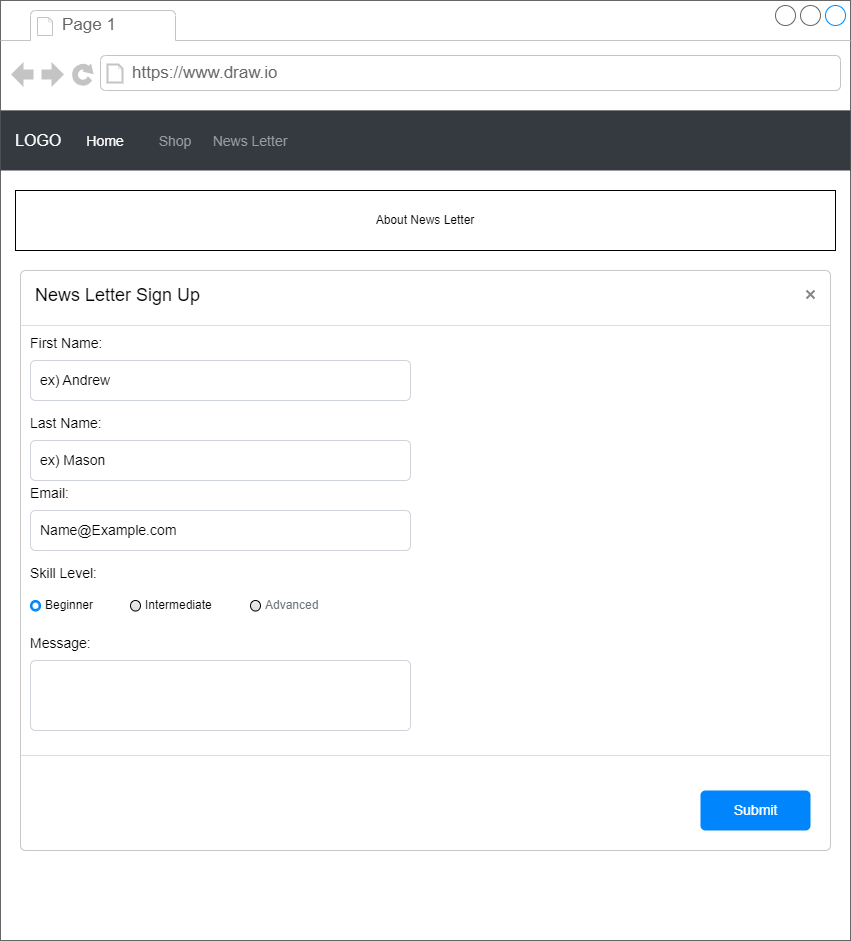 Page 1
https://www.draw.io
LOGO Home Shop News Letter
About News Letter
News Letter Sign Up ×
First Name:
ex) Andrew
Last Name:
ex) Mason
Email:
Name@Example.com
Skill Level:
Beginner Intermediate Advanced
Message:
Submit